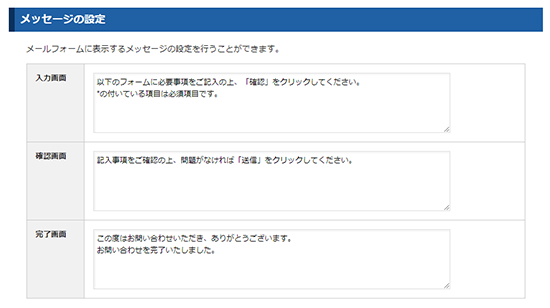 メッセージの設定
メールフォームに表示するメッセージの設定を行うことができます。
入力画面
以下のフォームに必要事項をご記入の上、「確認」をクリックしてください。
*の付いている項目は必須項目です。
確認画面
記入事項をご確認の上、問題がなければ「送信」をクリックしてください。
完了画面
この度はお問い合わせいただき、ありがとうございます。
お問い合わせを完了いたしました。